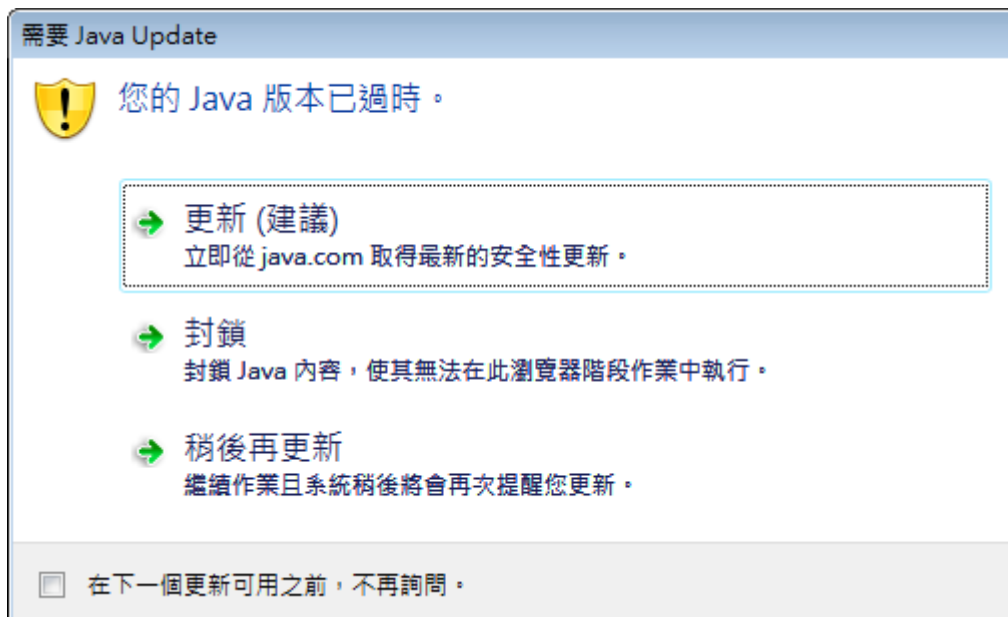 需要 Java Update
您的 Java 版本已過時。
更新 (建議)
立即從 java.com 取得最新的安全性更新。
封鎖
封鎖 Java 內容，使其無法在此瀏覽器階段作業中執行。
稍後再更新
繼續作業且系統稍後將會再次提醒您更新。
在下一個更新可用之前，不再詢問。